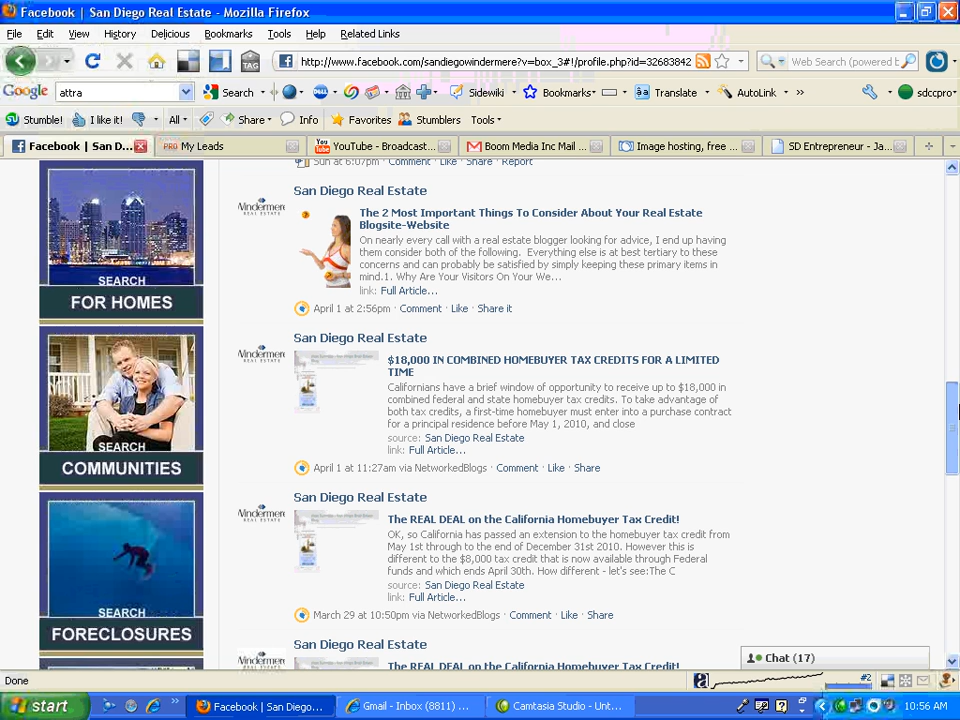 Facebook | San Diego Real Estate - Mozilla Firefox
File Edit View History Delicious Bookmarks Tools Help Related Links
TAG http://www.facebook.com/sandiegowindermere?v=box_3#!/profile.php?id=32683842 Web Search (powered b
Google attra Search Sidewiki Bookmarks Translate AutoLink » sdccpro
Stumble! I like it! All Share Info Favorites Stumblers Tools
Facebook | San D... PRO My Leads You Tube YouTube - Broadcast... Boom Media Inc Mail ... Image hosting, free ... SD Entrepreneur - Ja...
Sun at 6:07pm · Comment · Like · Share · Report
San Diego Real Estate
Windermere REAL ESTATE
The 2 Most Important Things To Consider About Your Real Estate
Blogsite-Website
On nearly every call with a real estate blogger looking for advice, I end up having
them consider both of the following. Everything else is at best tertiary to these
concerns and can probably be satisfied by simply keeping these primary items in
mind.1. Why Are Your Visitors On Your We...
link: Full Article...
April 1 at 2:56pm · Comment · Like · Share it
SEARCH
FOR HOMES
San Diego Real Estate
Windermere REAL ESTATE
$18,000 IN COMBINED HOMEBUYER TAX CREDITS FOR A LIMITED
TIME
Californians have a brief window of opportunity to receive up to $18,000 in
combined federal and state homebuyer tax credits. To take advantage of
both tax credits, a first-time homebuyer must enter into a purchase contract
for a principal residence before May 1, 2010, and close
source: San Diego Real Estate
link: Full Article...
April 1 at 11:27am via NetworkedBlogs · Comment · Like · Share
SEARCH
COMMUNITIES
San Diego Real Estate
Windermere REAL ESTATE
The REAL DEAL on the California Homebuyer Tax Credit!
OK, so California has passed an extension to the homebuyer tax credit from
May 1st through to the end of December 31st 2010. However this is
different to the $8,000 tax credit that is now available through Federal
funds and which ends April 30th. How different - let's see:The C
source: San Diego Real Estate
link: Full Article...
March 29 at 10:50pm via NetworkedBlogs · Comment · Like · Share
SEARCH
FORECLOSURES
San Diego Real Estate
Windermere
The REAL DEAL on the California Homebuyer Tax Credit!
Chat (17)
Done #2
start Facebook | San Diego... Gmail - Inbox (8811) ... Camtasia Studio - Unt... 10:56 AM